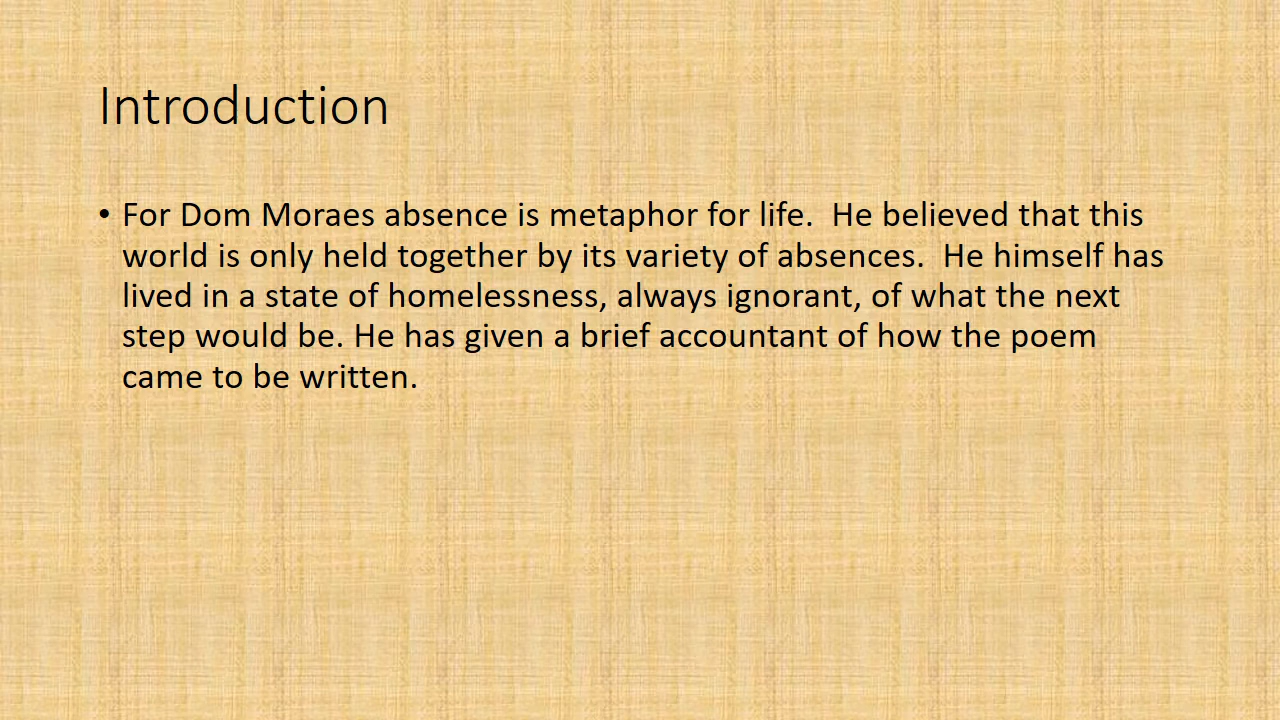 Introduction
• For Dom Moraes absence is metaphor for life.  He believed that this
world is only held together by its variety of absences.  He himself has
lived in a state of homelessness, always ignorant, of what the next
step would be. He has given a brief accountant of how the poem
came to be written.